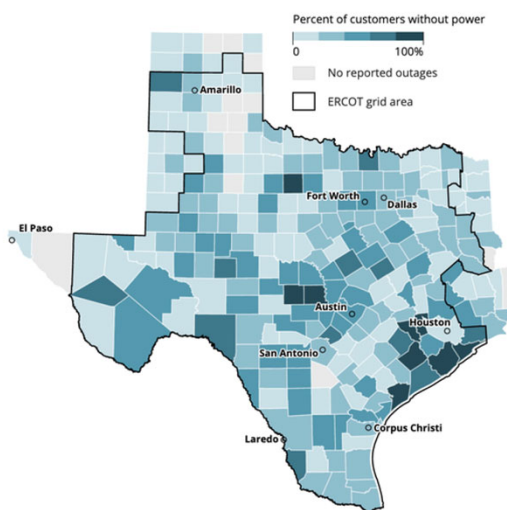 Percent of customers without power
0 100%
No reported outages
ERCOT grid area
Amarillo
Fort Worth
Dallas
El Paso
Austin
Houston
San Antonio
Corpus Christi
Laredo